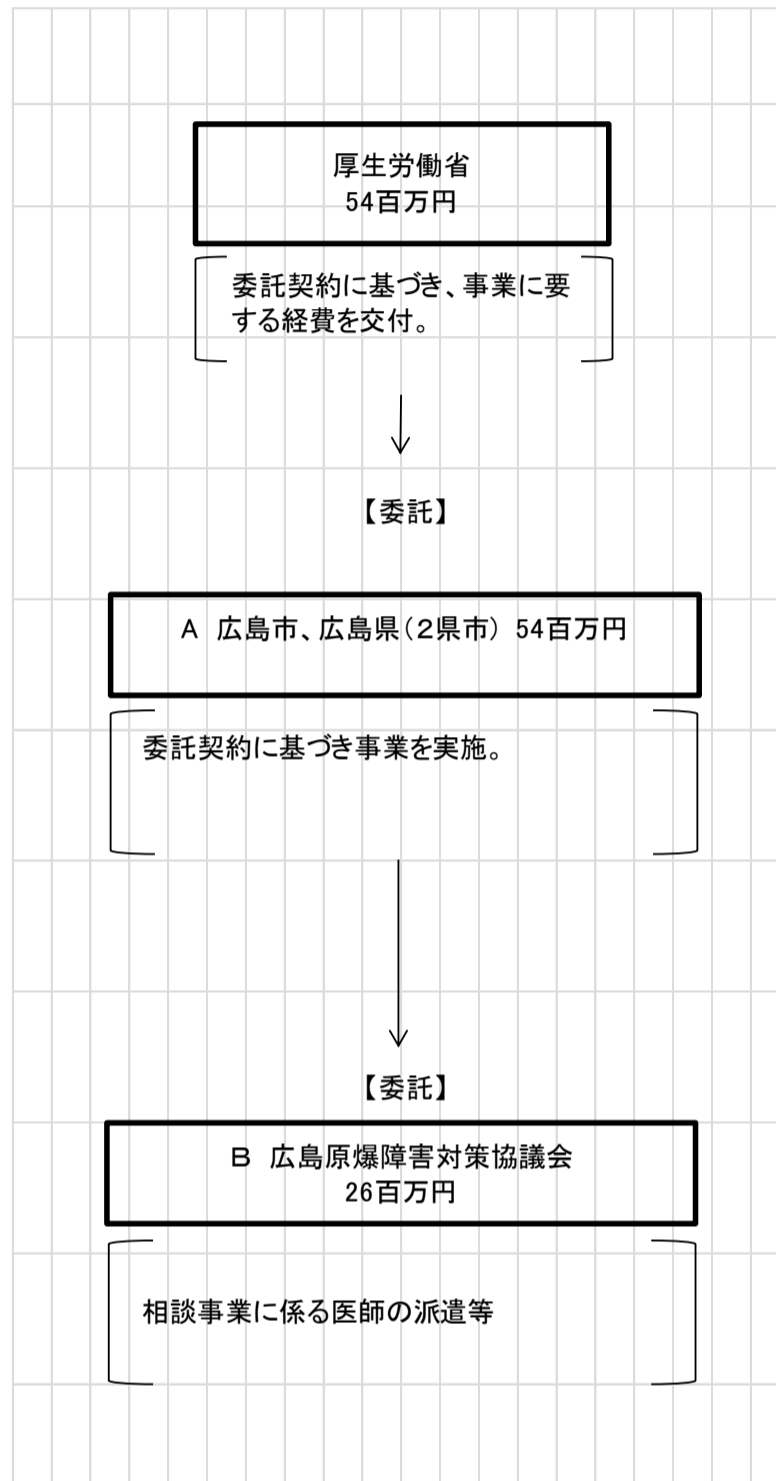 厚生労働省
54百万円
委託契約に基づき、事業に要
する経費を交付。
【委託】
A 広島市、広島県（2県市） 54百万円
委託契約に基づき事業を実施。
【委託】
B 広島原爆障害対策協議会
26百万円
相談事業に係る医師の派遣等